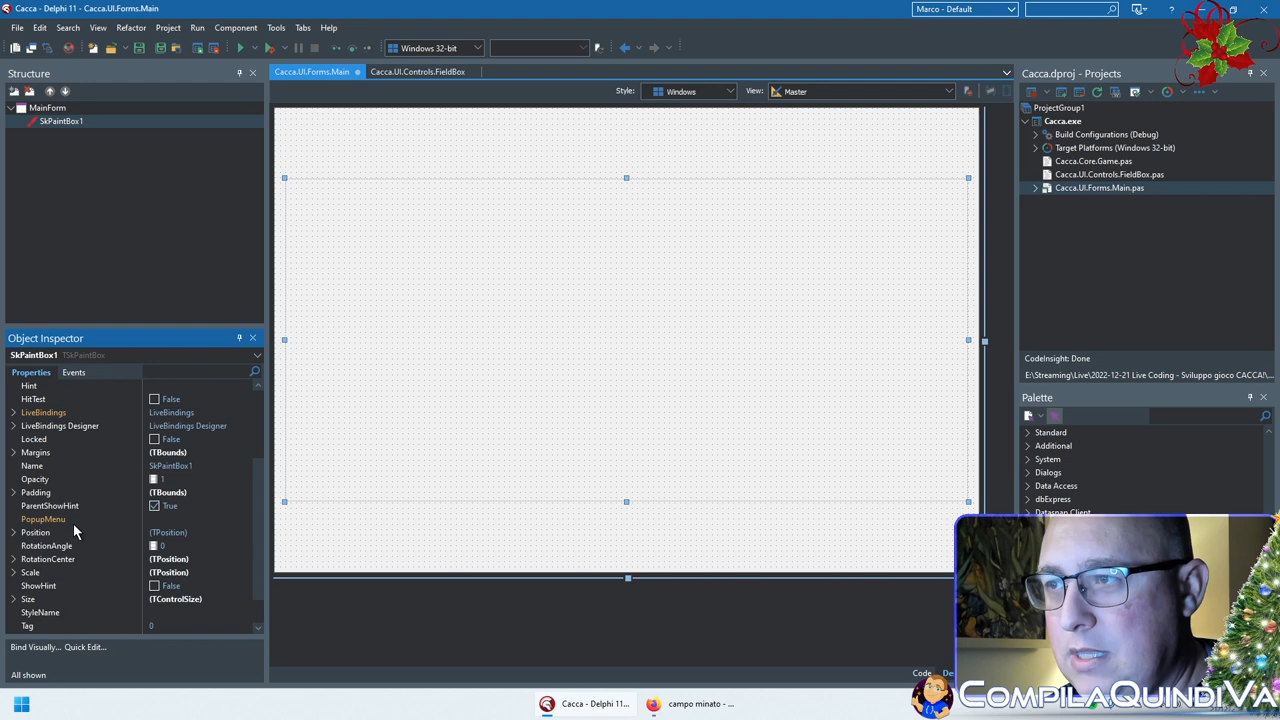 Cacca - Delphi 11 - Cacca.UI.Forms.Main
Marco - Default
File Edit Search View Refactor Project Run Component Tools Tabs Help
Windows 32-bit
Structure
MainForm
SkPaintBox1
Cacca.UI.Forms.Main
Cacca.UI.Controls.FieldBox
Style: Windows View: Master
Cacca.dproj - Projects
ProjectGroup1
Cacca.exe
Build Configurations (Debug)
Target Platforms (Windows 32-bit)
Cacca.Core.Game.pas
Cacca.UI.Controls.FieldBox.pas
Cacca.UI.Forms.Main.pas
CodeInsight: Done
E:\Streaming\Live\2022-12-21 Live Coding - Sviluppo gioco CACCA!\...
Object Inspector
SkPaintBox1 TSkPaintBox
Properties Events
Hint
HitTest False
LiveBindings LiveBindings
LiveBindings Designer LiveBindings Designer
Locked False
Margins (TBounds)
Name SkPaintBox1
Opacity 1
Padding (TBounds)
ParentShowHint True
PopupMenu
Position (TPosition)
RotationAngle 0
RotationCenter (TPosition)
Scale (TPosition)
ShowHint False
Size (TControlSize)
StyleName
Tag 0
Bind Visually... Quick Edit...
All shown
Palette
Standard
Additional
System
Dialogs
Data Access
dbExpress
Datasnap Client
Code
Cacca - Delphi 11...
campo minato - ...
COMPILAQUINDIVA